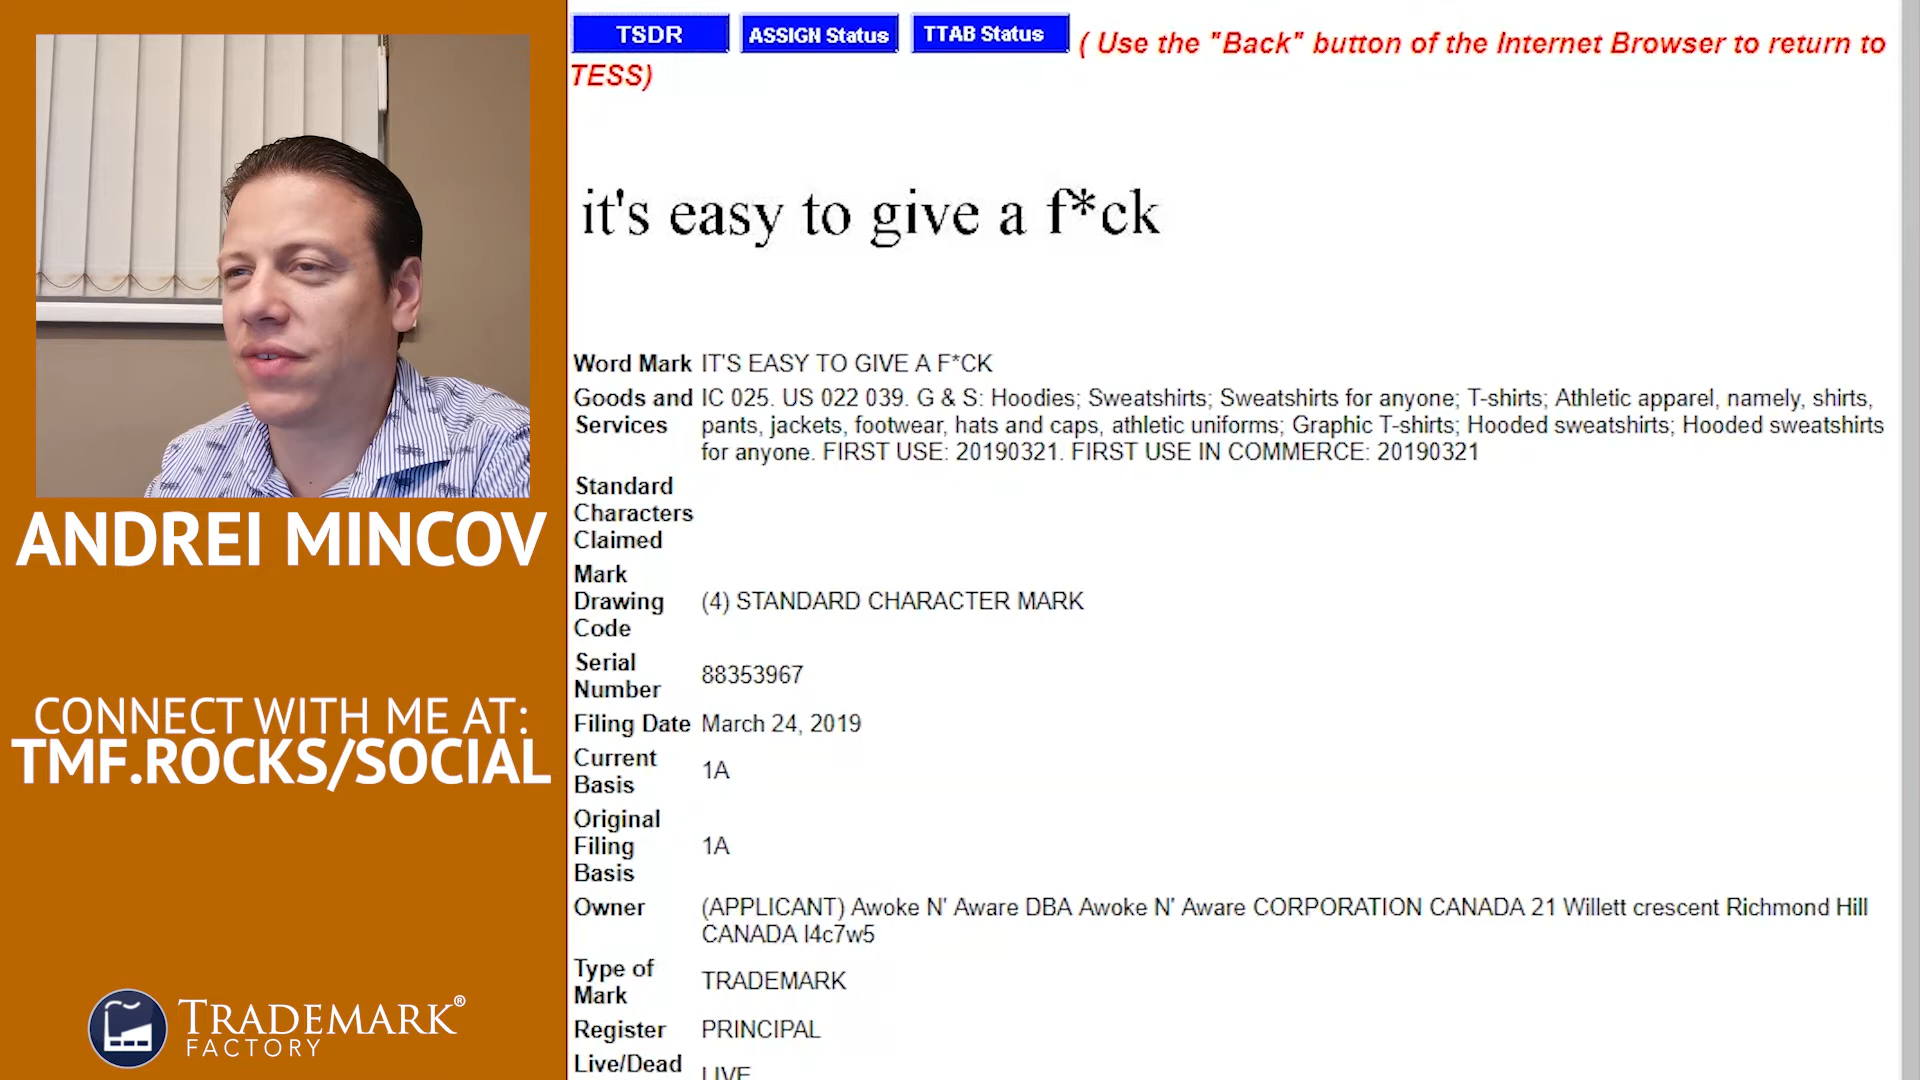 TSDR
ASSIGN Status
TTAB Status
( Use the "Back" button of the Internet Browser to return to
TESS)
it's easy to give a f*ck
Word Mark IT'S EASY TO GIVE A F*CK
Goods and IC 025. US 022 039. G & S: Hoodies; Sweatshirts; Sweatshirts for anyone; T-shirts; Athletic apparel, namely, shirts,
Services pants, jackets, footwear, hats and caps, athletic uniforms; Graphic T-shirts; Hooded sweatshirts; Hooded sweatshirts
for anyone. FIRST USE: 20190321. FIRST USE IN COMMERCE: 20190321
Standard
Characters
Claimed
Mark
Drawing (4) STANDARD CHARACTER MARK
Code
Serial
Number 88353967
Filing Date March 24, 2019
Current
Basis 1A
Original
Filing 1A
Basis
Owner (APPLICANT) Awoke N' Aware DBA Awoke N' Aware CORPORATION CANADA 21 Willett crescent Richmond Hill
CANADA l4c7w5
Type of
Mark TRADEMARK
Register PRINCIPAL
Live/Dead
LIVE
ANDREI MINCOV
CONNECT WITH ME AT:
TMF.ROCKS/SOCIAL
TRADEMARK®
FACTORY